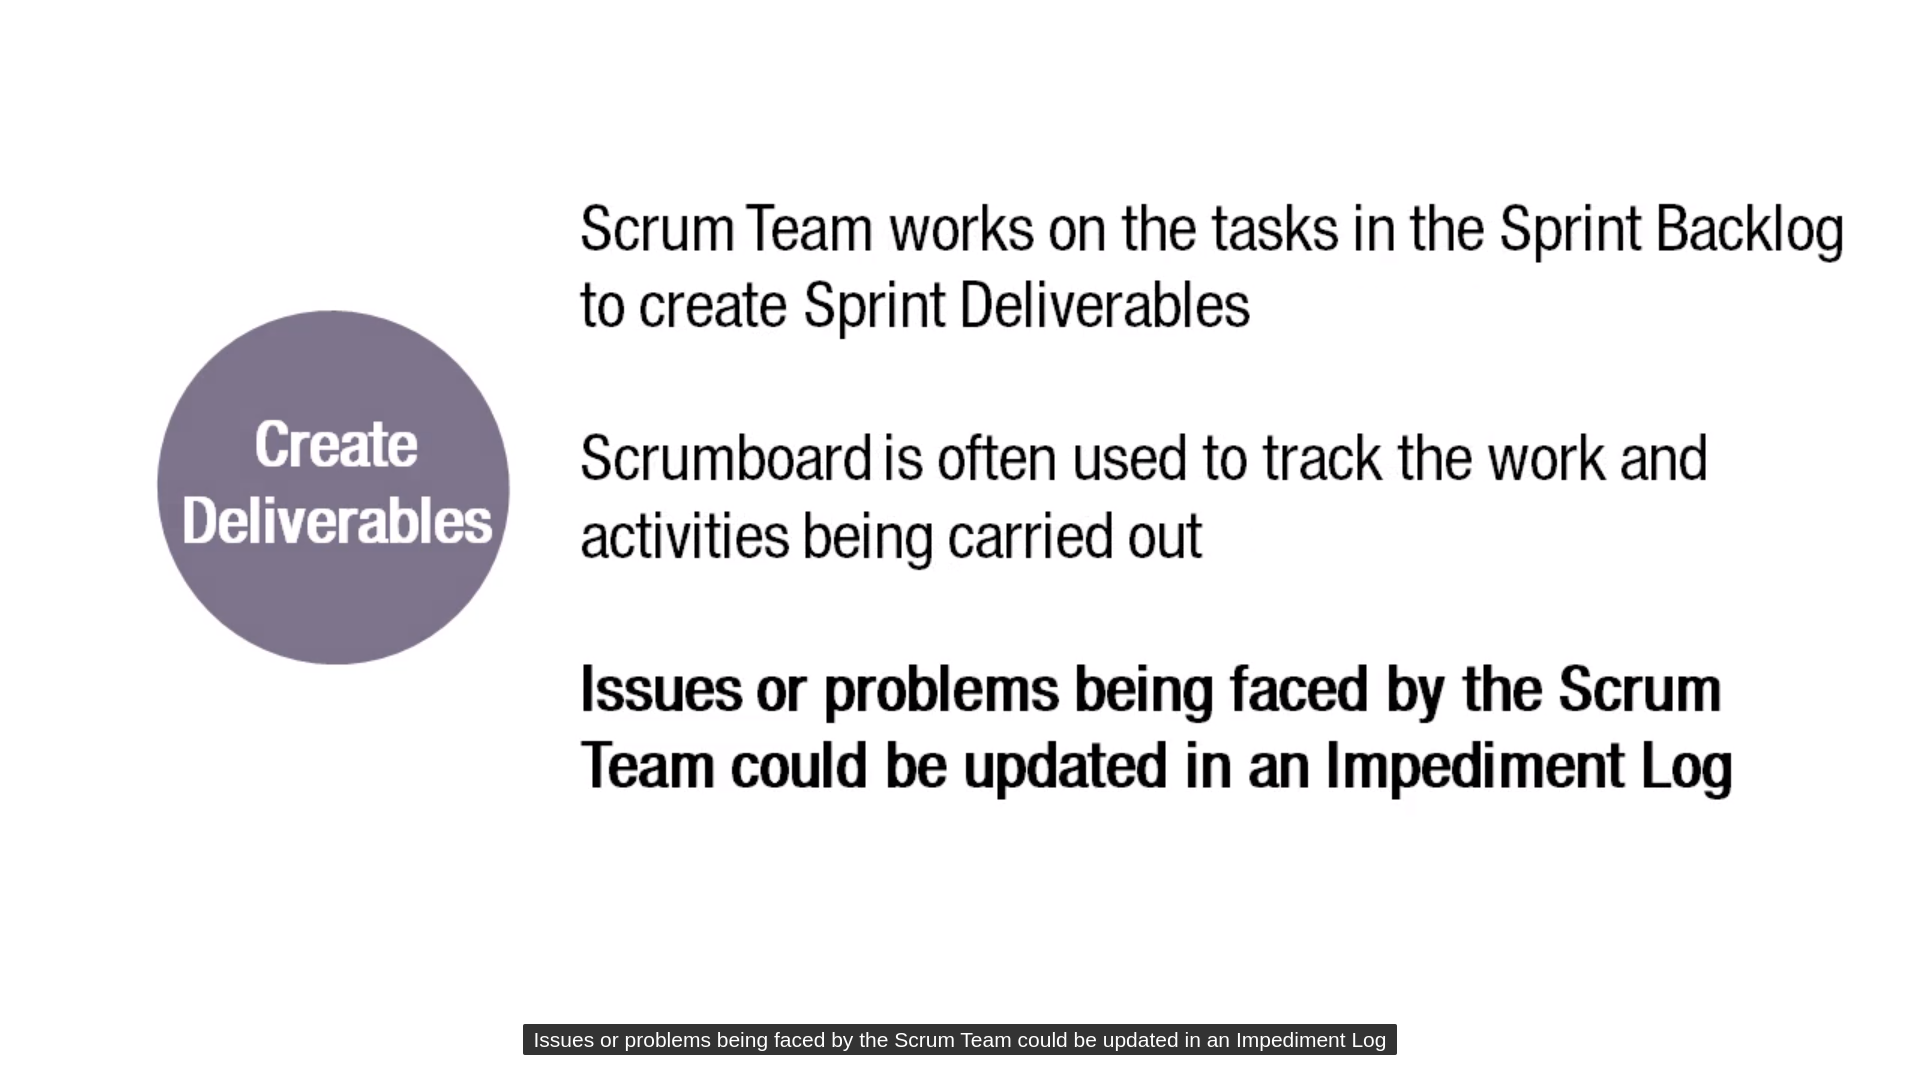 Create
Deliverables
Scrum Team works on the tasks in the Sprint Backlog
to create Sprint Deliverables
Scrumboard is often used to track the work and
activities being carried out
Issues or problems being faced by the Scrum
Team could be updated in an Impediment Log
Issues or problems being faced by the Scrum Team could be updated in an Impediment Log